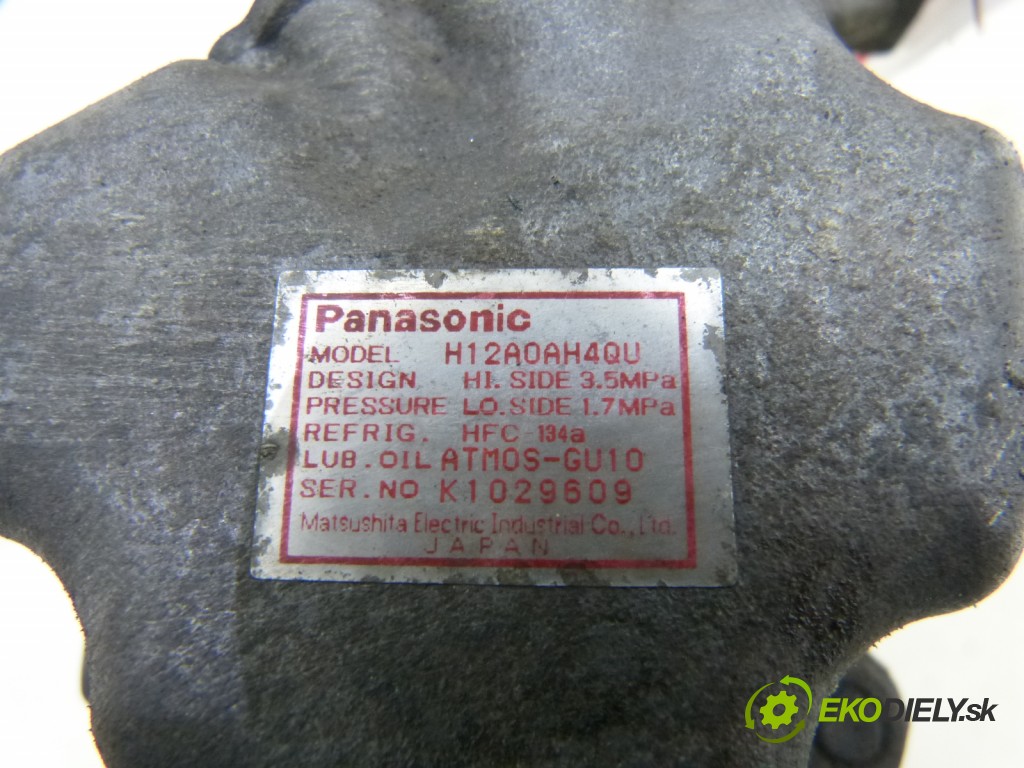 Panasonic
MODEL H12A0AH4QU
DESIGN HI. SIDE 3.5MPa
PRESSURE LO. SIDE 1.7MPa
REFRIG. HFC-134a
LUB. OIL ATMOS-GU10
SER. NO K1029609
Matsushita Electric Industrial Co., Ltd.
JAPAN
EKODIELY.sk